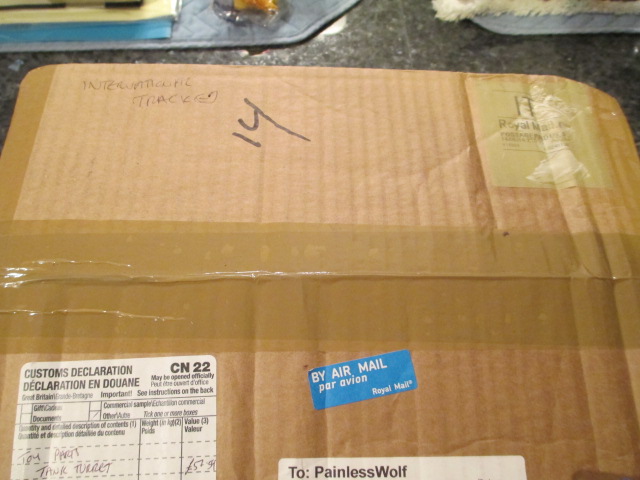 INTERNATIONAL
TRACKED
14
Royal Mail
BY AIR MAIL
par avion
Royal Mail®
CUSTOMS DECLARATION
DÉCLARATION EN DOUANE
CN 22
May be opened officially
Peut être ouvert d'office
Great Britain\Grande-Bretagne Important! See instructions on the back
Gift\Cadeau
Commercial sample\Echantillon commercial
Documents
Other\Autre Tick one or more boxes
Quantity and detailed description of contents (1)
Quantité et description détaillée du contenu
Weight (in kg)(2)
Poids
Value (3)
Valeur
TOY PARTS
TANK TURRET
To: PainlessWolf